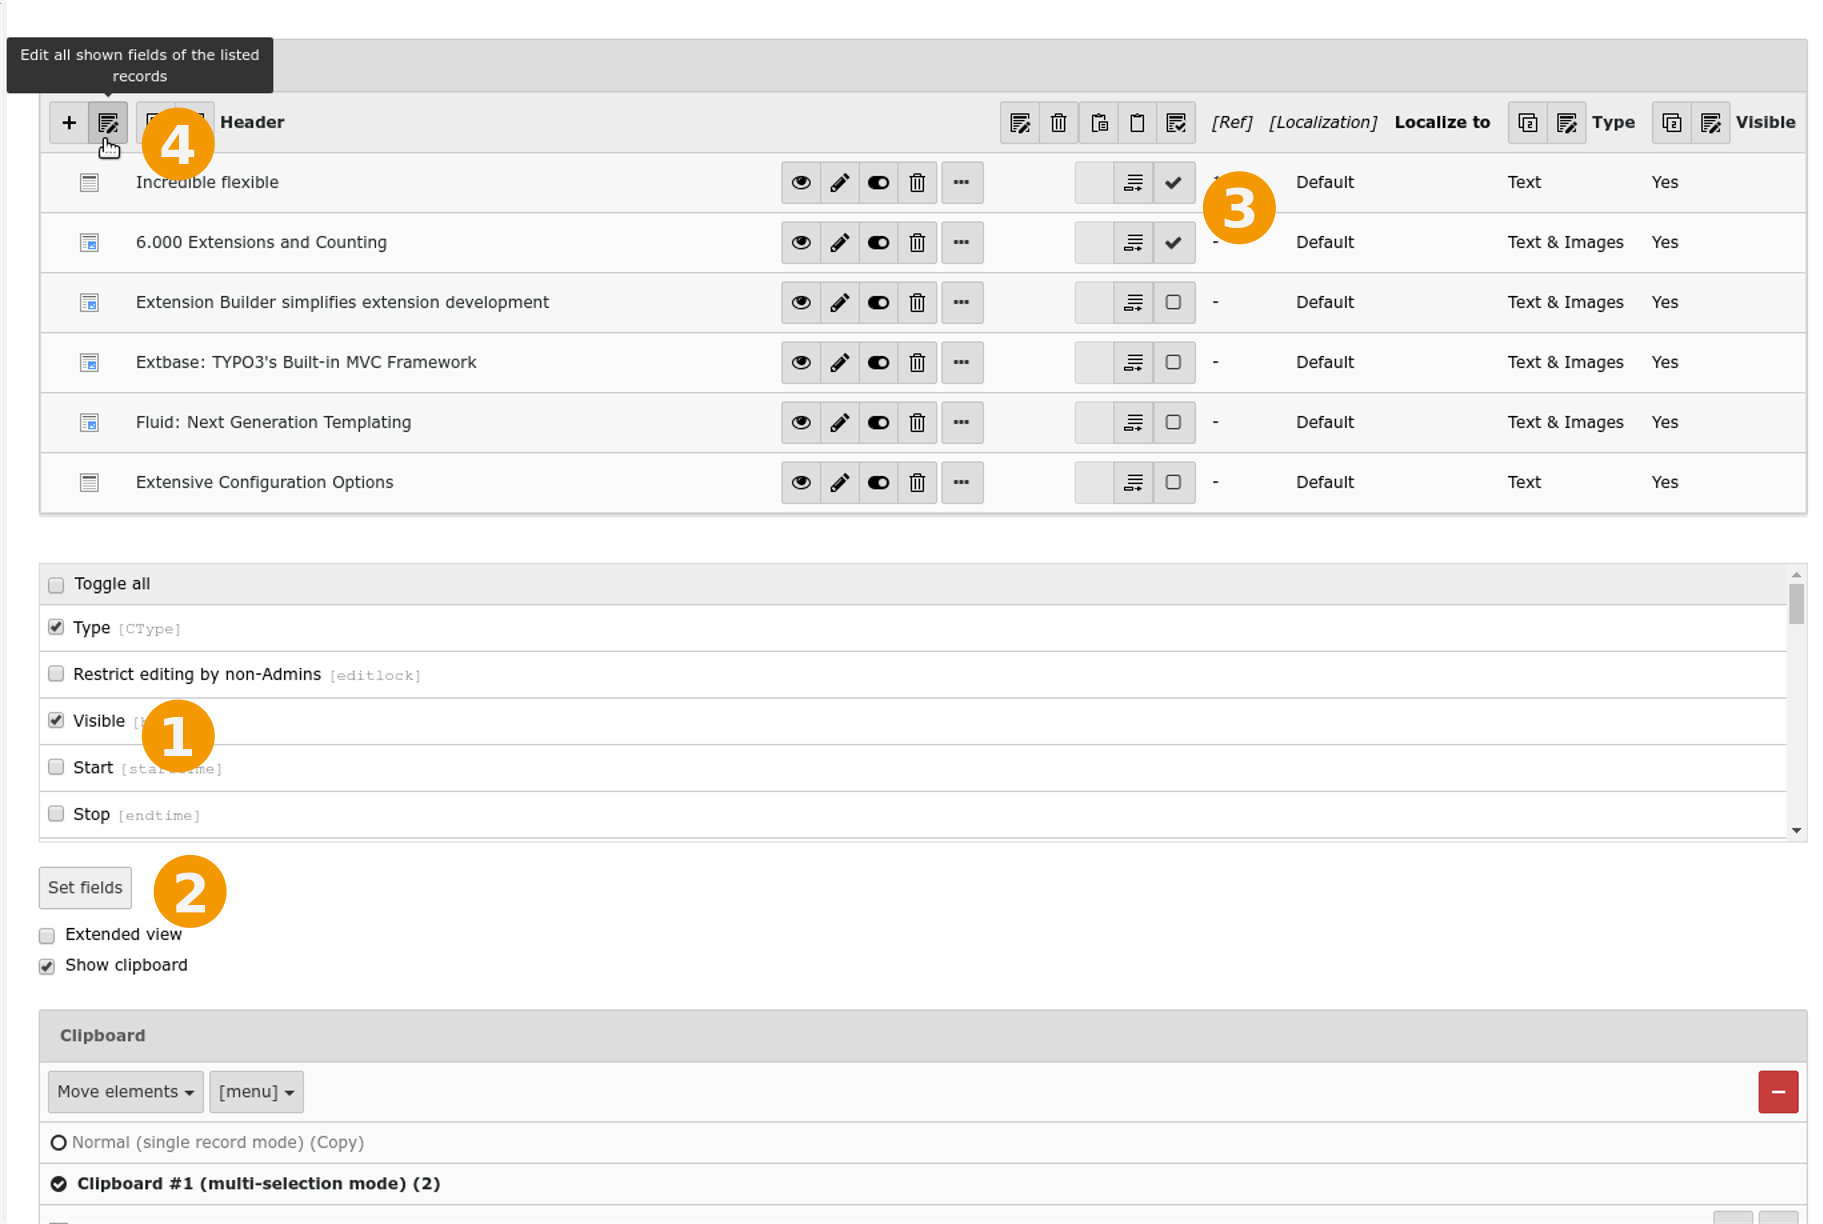 Edit all shown fields of the listed
records
4
Header
[Ref] [Localization] Localize to Type Visible
Incredible flexible Default Text Yes
3
6.000 Extensions and Counting - Default Text & Images Yes
Extension Builder simplifies extension development - Default Text & Images Yes
Extbase: TYPO3's Built-in MVC Framework - Default Text & Images Yes
Fluid: Next Generation Templating - Default Text & Images Yes
Extensive Configuration Options - Default Text Yes
Toggle all
Type [CType]
Restrict editing by non-Admins [editlock]
Visible
1
Start
Stop [endtime]
Set fields
2
Extended view
Show clipboard
Clipboard
Move elements [menu]
Normal (single record mode) (Copy)
Clipboard #1 (multi-selection mode) (2)